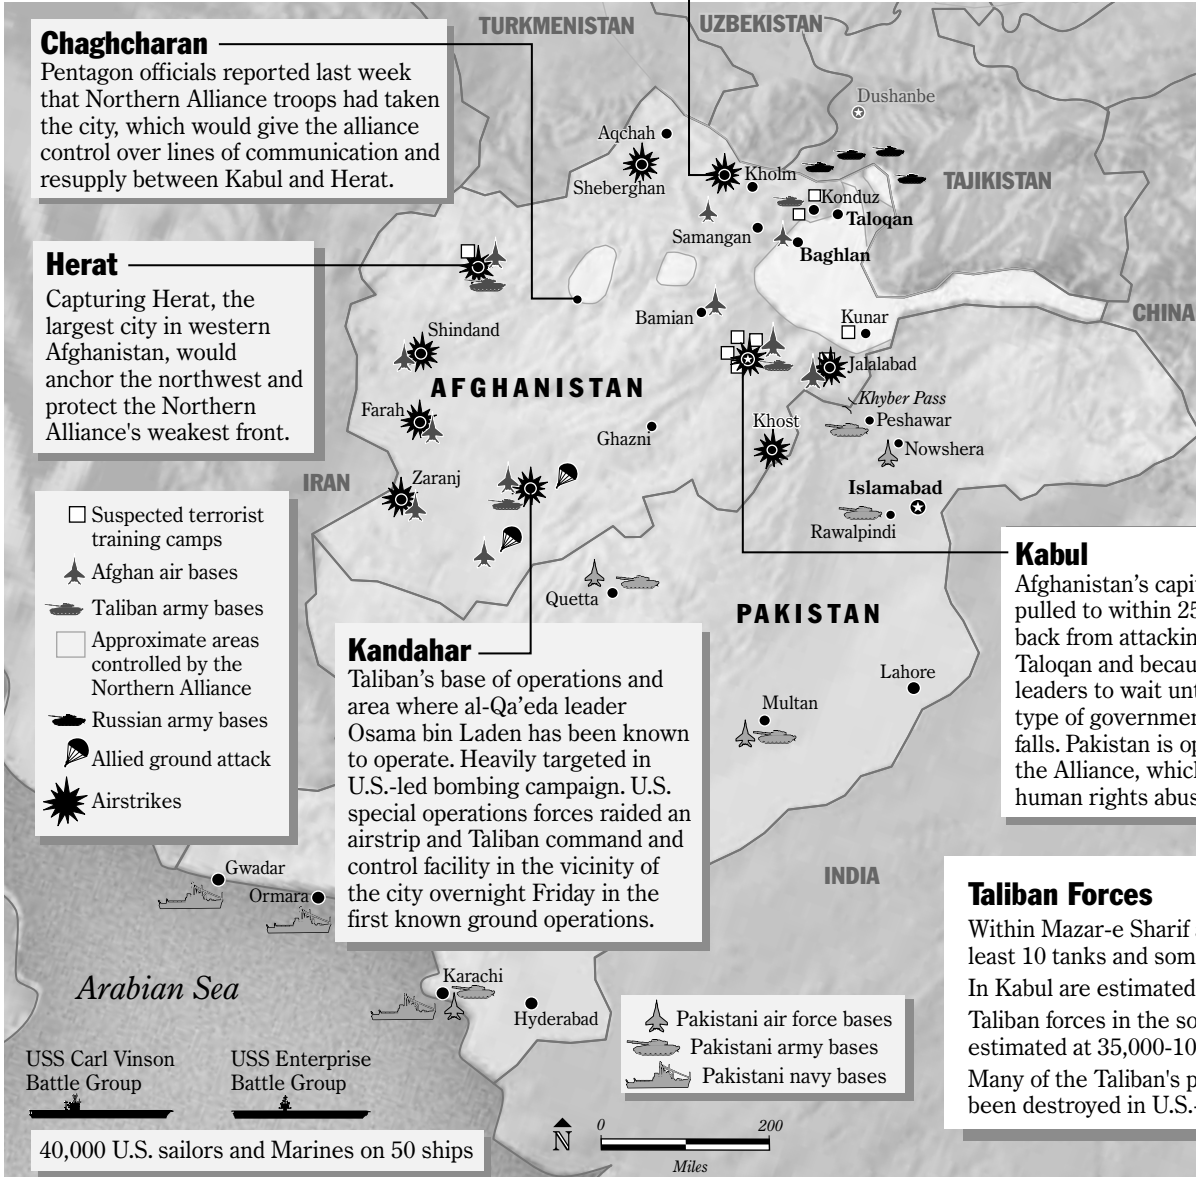 TURKMENISTAN
UZBEKISTAN
Chaghcharan
Pentagon officials reported last week
that Northern Alliance troops had taken
the city, which would give the alliance
control over lines of communication and
resupply between Kabul and Herat.
Dushanbe
Aqchah
Sheberghan
Kholm
TAJIKISTAN
Konduz
Taloqan
Samangan
Baghlan
Herat
Capturing Herat, the
largest city in western
Afghanistan, would
anchor the northwest and
protect the Northern
Alliance's weakest front.
Bamian
Kunar
CHINA
Shindand
Jalalabad
AFGHANISTAN
Khyber Pass
Farah
Peshawar
Khost
Ghazni
Nowshera
IRAN
Zaranj
Islamabad
Rawalpindi
Suspected terrorist
training camps
Afghan air bases
Taliban army bases
Approximate areas
controlled by the
Northern Alliance
Russian army bases
Allied ground attack
Airstrikes
Quetta
PAKISTAN
Kabul
Afghanistan’s capi
pulled to within 25
back from attackin
Taloqan and becau
leaders to wait unt
type of governmen
falls. Pakistan is op
the Alliance, which
human rights abus
Kandahar
Taliban’s base of operations and
area where al-Qa’eda leader
Osama bin Laden has been known
to operate. Heavily targeted in
U.S.-led bombing campaign. U.S.
special operations forces raided an
airstrip and Taliban command and
control facility in the vicinity of
the city overnight Friday in the
first known ground operations.
Lahore
Multan
Gwadar
Ormara
INDIA
Taliban Forces
Within Mazar-e Sharif
least 10 tanks and som
In Kabul are estimated
Taliban forces in the so
estimated at 35,000-10
Many of the Taliban's p
been destroyed in U.S.-
Arabian Sea
Karachi
Hyderabad
Pakistani air force bases
Pakistani army bases
Pakistani navy bases
USS Carl Vinson
Battle Group
USS Enterprise
Battle Group
40,000 U.S. sailors and Marines on 50 ships
N
0 200
Miles